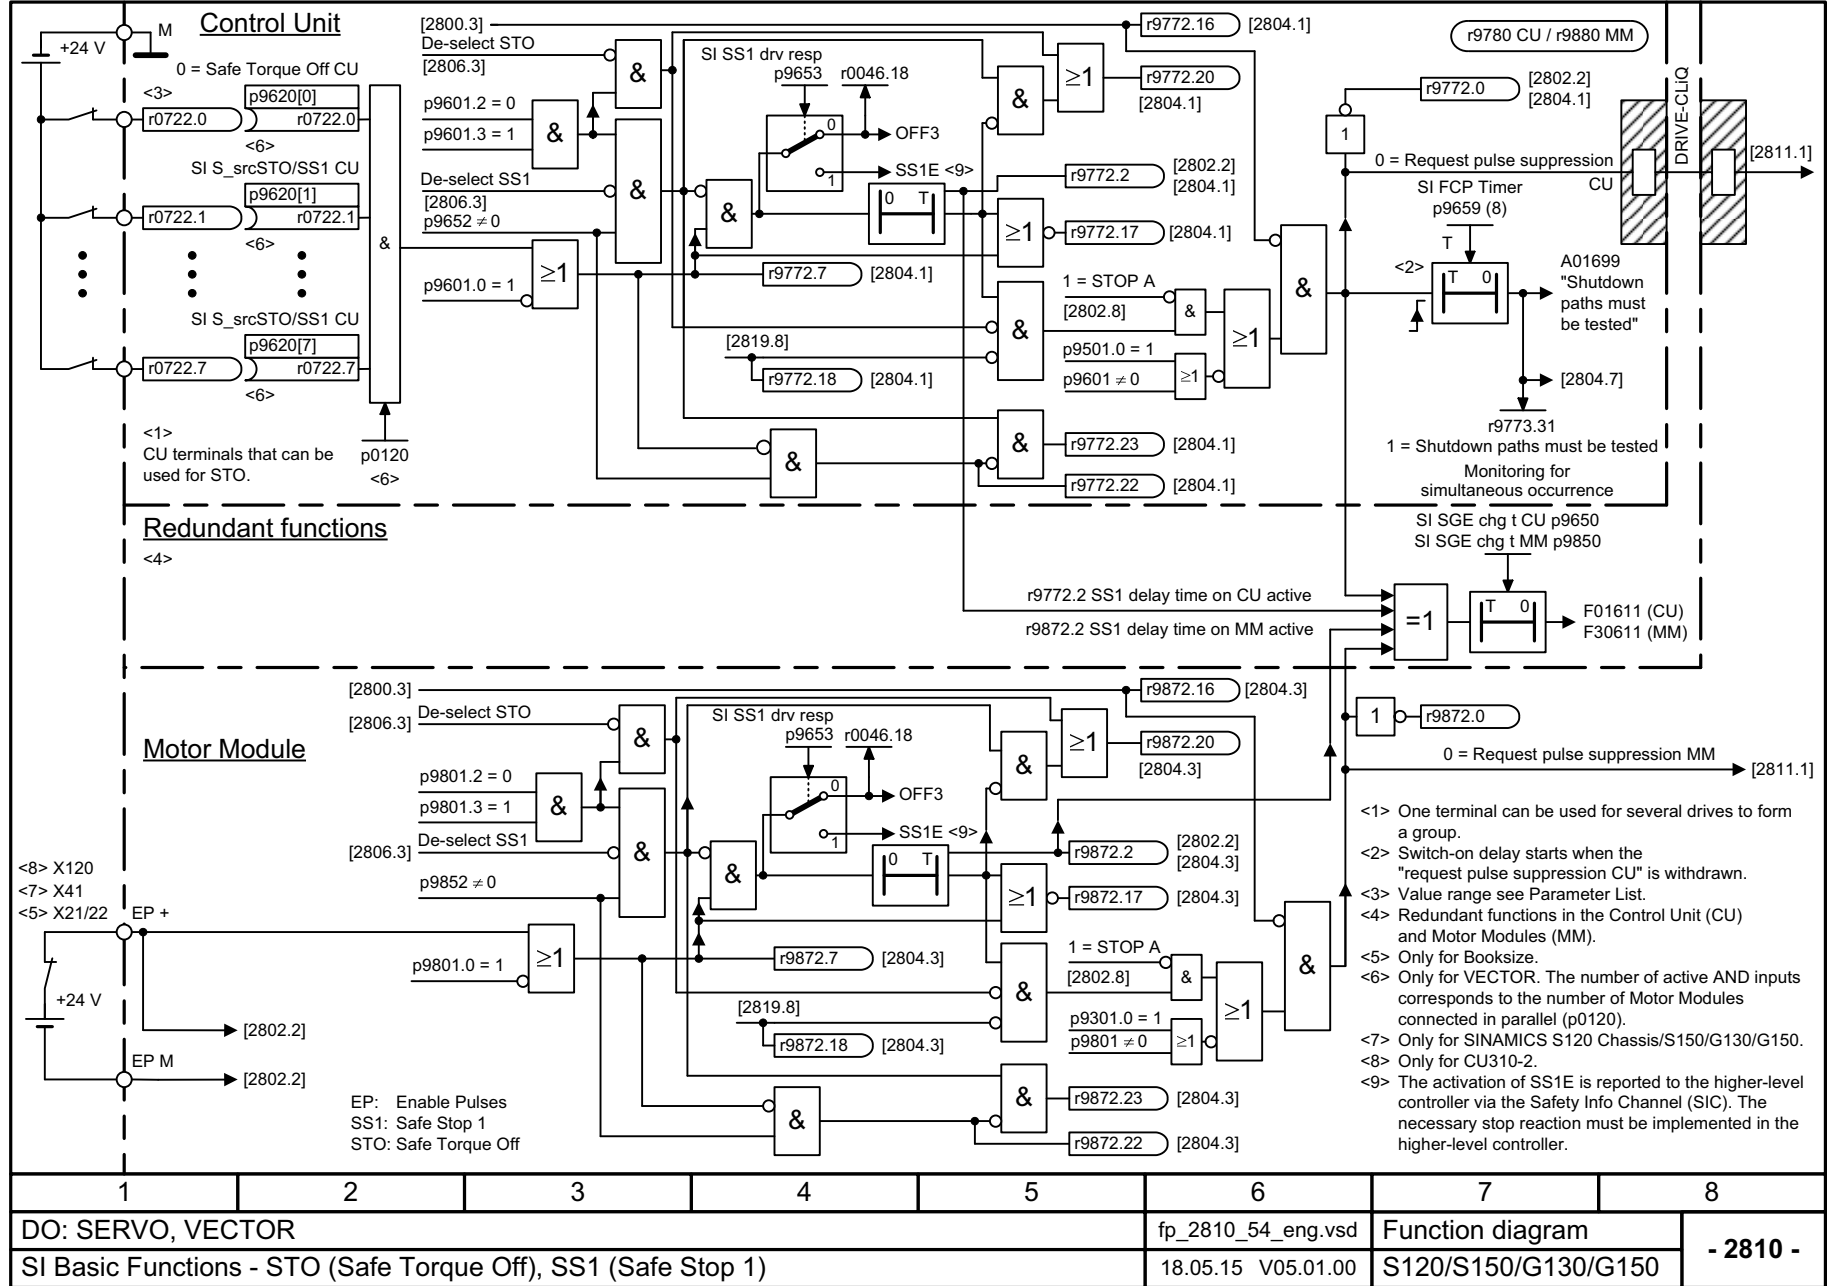 Control Unit
+24 V
M
0 = Safe Torque Off CU
<3>
p9620[0]
r0722.0
r0722.0
<6>
SI S_srcSTO/SS1 CU
p9620[1]
r0722.1
r0722.1
<6>
SI S_srcSTO/SS1 CU
p9620[7]
r0722.7
r0722.7
<6>
&
p0120
<6>
<1>
CU terminals that can be
used for STO.
[2800.3]
De-select STO
[2806.3]
&
p9601.2 = 0
p9601.3 = 1
&
De-select SS1
[2806.3]
p9652 ≠ 0
&
p9601.0 = 1
≥1
SI SS1 drv resp
p9653
r0046.18
0
1
OFF3
SS1E <9>
&
0 T
r9772.7
[2804.1]
[2819.8]
r9772.18
[2804.1]
&
&
≥1
≥1
&
&
r9772.16
[2804.1]
r9772.20
[2804.1]
r9772.2
[2802.2]
[2804.1]
r9772.17
[2804.1]
1 = STOP A
[2802.8]
&
p9501.0 = 1
p9601 ≠ 0
≥1
≥1
&
r9772.23
[2804.1]
r9772.22
[2804.1]
r9780 CU / r9880 MM
r9772.0
[2802.2]
[2804.1]
1
0 = Request pulse suppression
CU
DRIVE-CLiQ
[2811.1]
SI FCP Timer
p9659 (8)
T
<2>
T 0
A01699
"Shutdown
paths must
be tested"
[2804.7]
r9773.31
1 = Shutdown paths must be tested
Monitoring for
simultaneous occurrence
Redundant functions
<4>
SI SGE chg t CU p9650
SI SGE chg t MM p9850
r9772.2 SS1 delay time on CU active
r9872.2 SS1 delay time on MM active
=1
T 0
F01611 (CU)
F30611 (MM)
Motor Module
[2800.3]
[2806.3]
De-select STO
&
p9801.2 = 0
p9801.3 = 1
&
De-select SS1
[2806.3]
p9852 ≠ 0
&
p9801.0 = 1
≥1
SI SS1 drv resp
p9653
r0046.18
0
1
OFF3
SS1E <9>
&
0 T
r9872.7
[2804.3]
[2819.8]
r9872.18
[2804.3]
&
&
≥1
≥1
&
&
r9872.16
[2804.3]
r9872.20
[2804.3]
r9872.2
[2802.2]
[2804.3]
r9872.17
[2804.3]
1 = STOP A
[2802.8]
&
p9301.0 = 1
p9801 ≠ 0
≥1
≥1
&
r9872.23
[2804.3]
r9872.22
[2804.3]
1
r9872.0
0 = Request pulse suppression MM
[2811.1]
<8> X120
<7> X41
<5> X21/22
EP +
+24 V
[2802.2]
EP M
[2802.2]
EP: Enable Pulses
SS1: Safe Stop 1
STO: Safe Torque Off
<1> One terminal can be used for several drives to form
a group.
<2> Switch-on delay starts when the
"request pulse suppression CU" is withdrawn.
<3> Value range see Parameter List.
<4> Redundant functions in the Control Unit (CU)
and Motor Modules (MM).
<5> Only for Booksize.
<6> Only for VECTOR. The number of active AND inputs
corresponds to the number of Motor Modules
connected in parallel (p0120).
<7> Only for SINAMICS S120 Chassis/S150/G130/G150.
<8> Only for CU310-2.
<9> The activation of SS1E is reported to the higher-level
controller via the Safety Info Channel (SIC). The
necessary stop reaction must be implemented in the
higher-level controller.
1 2 3 4 5 6 7 8
DO: SERVO, VECTOR
fp_2810_54_eng.vsd
Function diagram
- 2810 -
SI Basic Functions - STO (Safe Torque Off), SS1 (Safe Stop 1)
18.05.15 V05.01.00
S120/S150/G130/G150